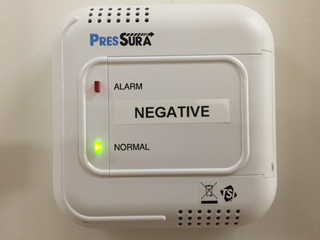 PRESSURA
ALARM
NEGATIVE
NORMAL
TSI